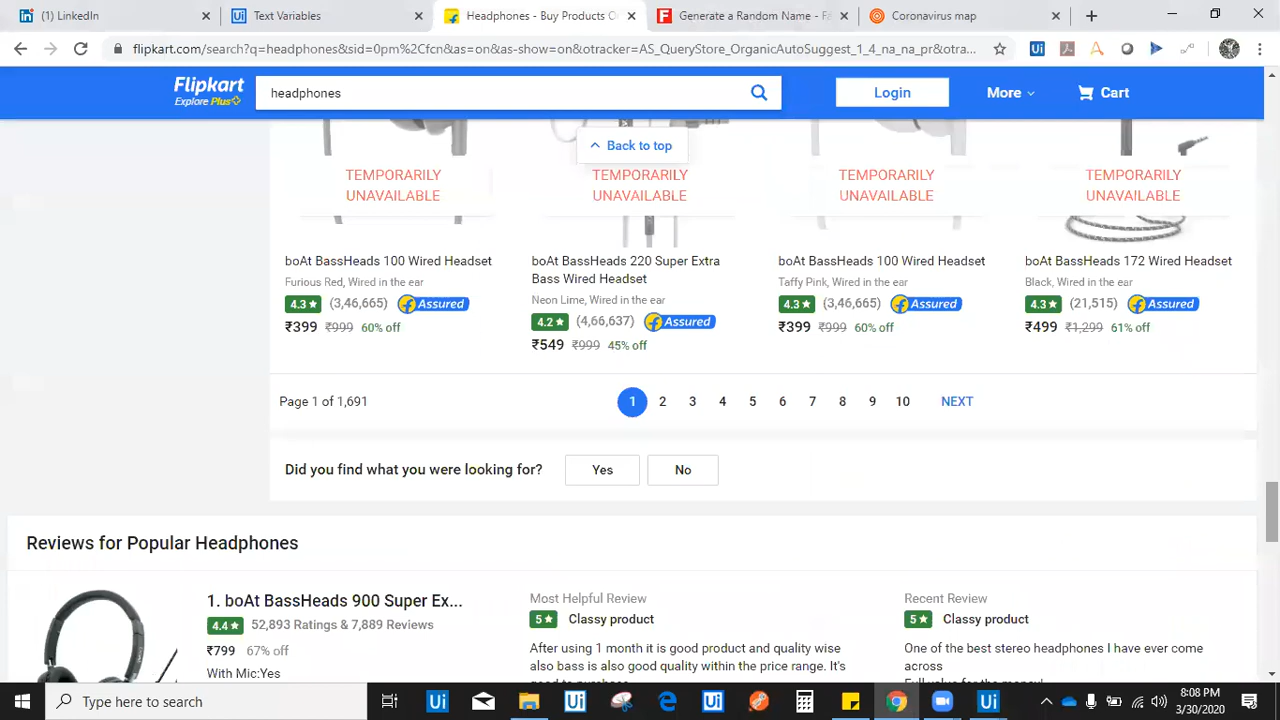 (1) LinkedIn
Text Variables
Headphones - Buy Products O
Generate a Random Name - Fa
Coronavirus map
flipkart.com/search?q=headphones&sid=0pm%2Cfcn&as=on&as-show=on&otracker=AS_QueryStore_OrganicAutoSuggest_1_4_na_na_pr&otra...
Flipkart
Explore Plus
headphones
Login
More
Cart
Back to top
TEMPORARILY UNAVAILABLE
TEMPORARILY UNAVAILABLE
TEMPORARILY UNAVAILABLE
TEMPORARILY UNAVAILABLE
boAt BassHeads 100 Wired Headset
Furious Red, Wired in the ear
4.3 ★ (3,46,665) Assured
₹399 ₹999 60% off
boAt BassHeads 220 Super Extra
Bass Wired Headset
Neon Lime, Wired in the ear
4.2 ★ (4,66,637) Assured
₹549 ₹999 45% off
boAt BassHeads 100 Wired Headset
Taffy Pink, Wired in the ear
4.3 ★ (3,46,665) Assured
₹399 ₹999 60% off
boAt BassHeads 172 Wired Headset
Black, Wired in the ear
4.3 ★ (21,515) Assured
₹499 ₹1,299 61% off
Page 1 of 1,691
1 2 3 4 5 6 7 8 9 10 NEXT
Did you find what you were looking for? Yes No
Reviews for Popular Headphones
1. boAt BassHeads 900 Super Ex...
4.4 ★ 52,893 Ratings & 7,889 Reviews
₹799 67% off
With Mic:Yes
Most Helpful Review
5 ★ Classy product
After using 1 month it is good product and quality wise
also bass is also good quality within the price range. It's
need to purchase
Recent Review
5 ★ Classy product
One of the best stereo headphones I have ever come
across
Full value for the money!
Type here to search
8:08 PM
3/30/2020